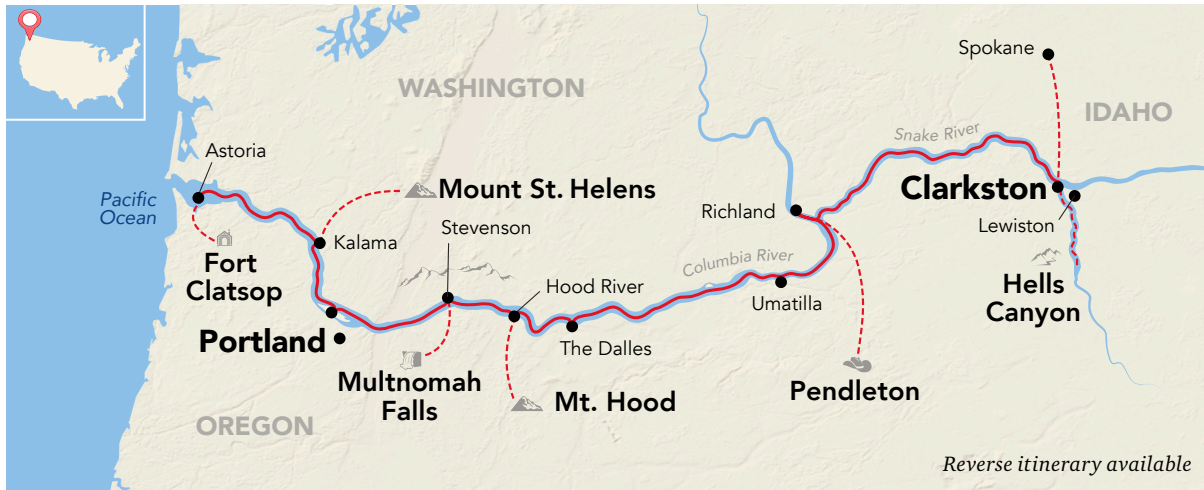 Spokane
WASHINGTON
IDAHO
Snake River
Astoria
Pacific
Ocean
Mount St. Helens
Clarkston
Richland
Lewiston
Stevenson
Kalama
Fort
Clatsop
Columbia River
Hells
Canyon
Hood River
Umatilla
Portland
The Dalles
Multnomah
Falls
Mt. Hood
Pendleton
OREGON
Reverse itinerary available